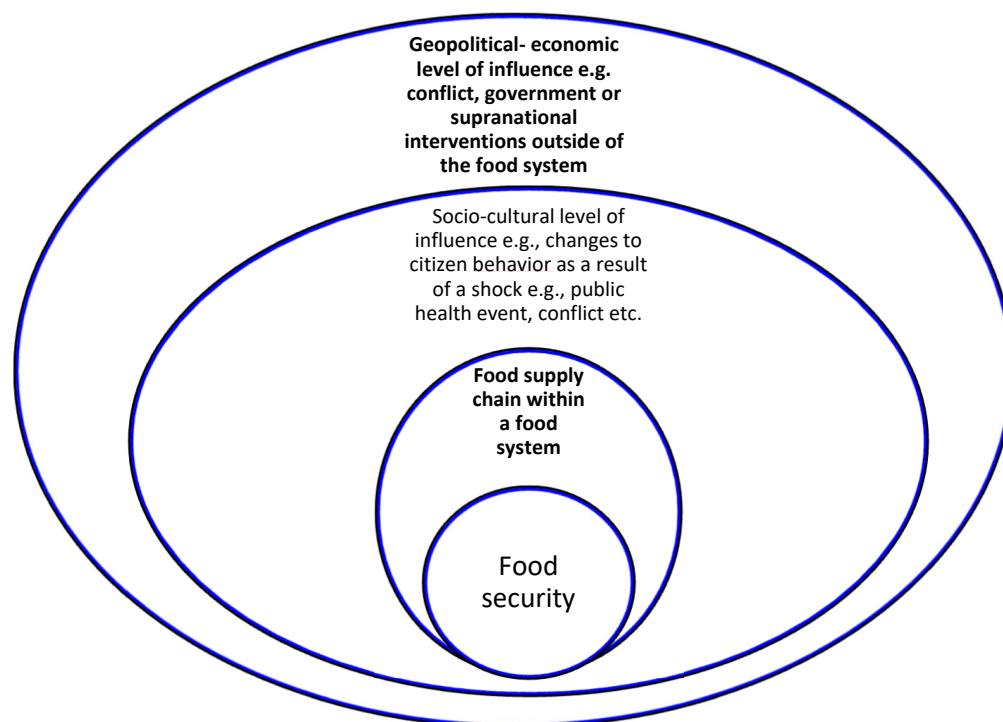 Geopolitical- economic
level of influence e.g.
conflict, government or
supranational
interventions outside of
the food system
Socio-cultural level of
influence e.g., changes to
citizen behavior as a result
of a shock e.g., public
health event, conflict etc.
Food supply
chain within
a food
system
Food
security